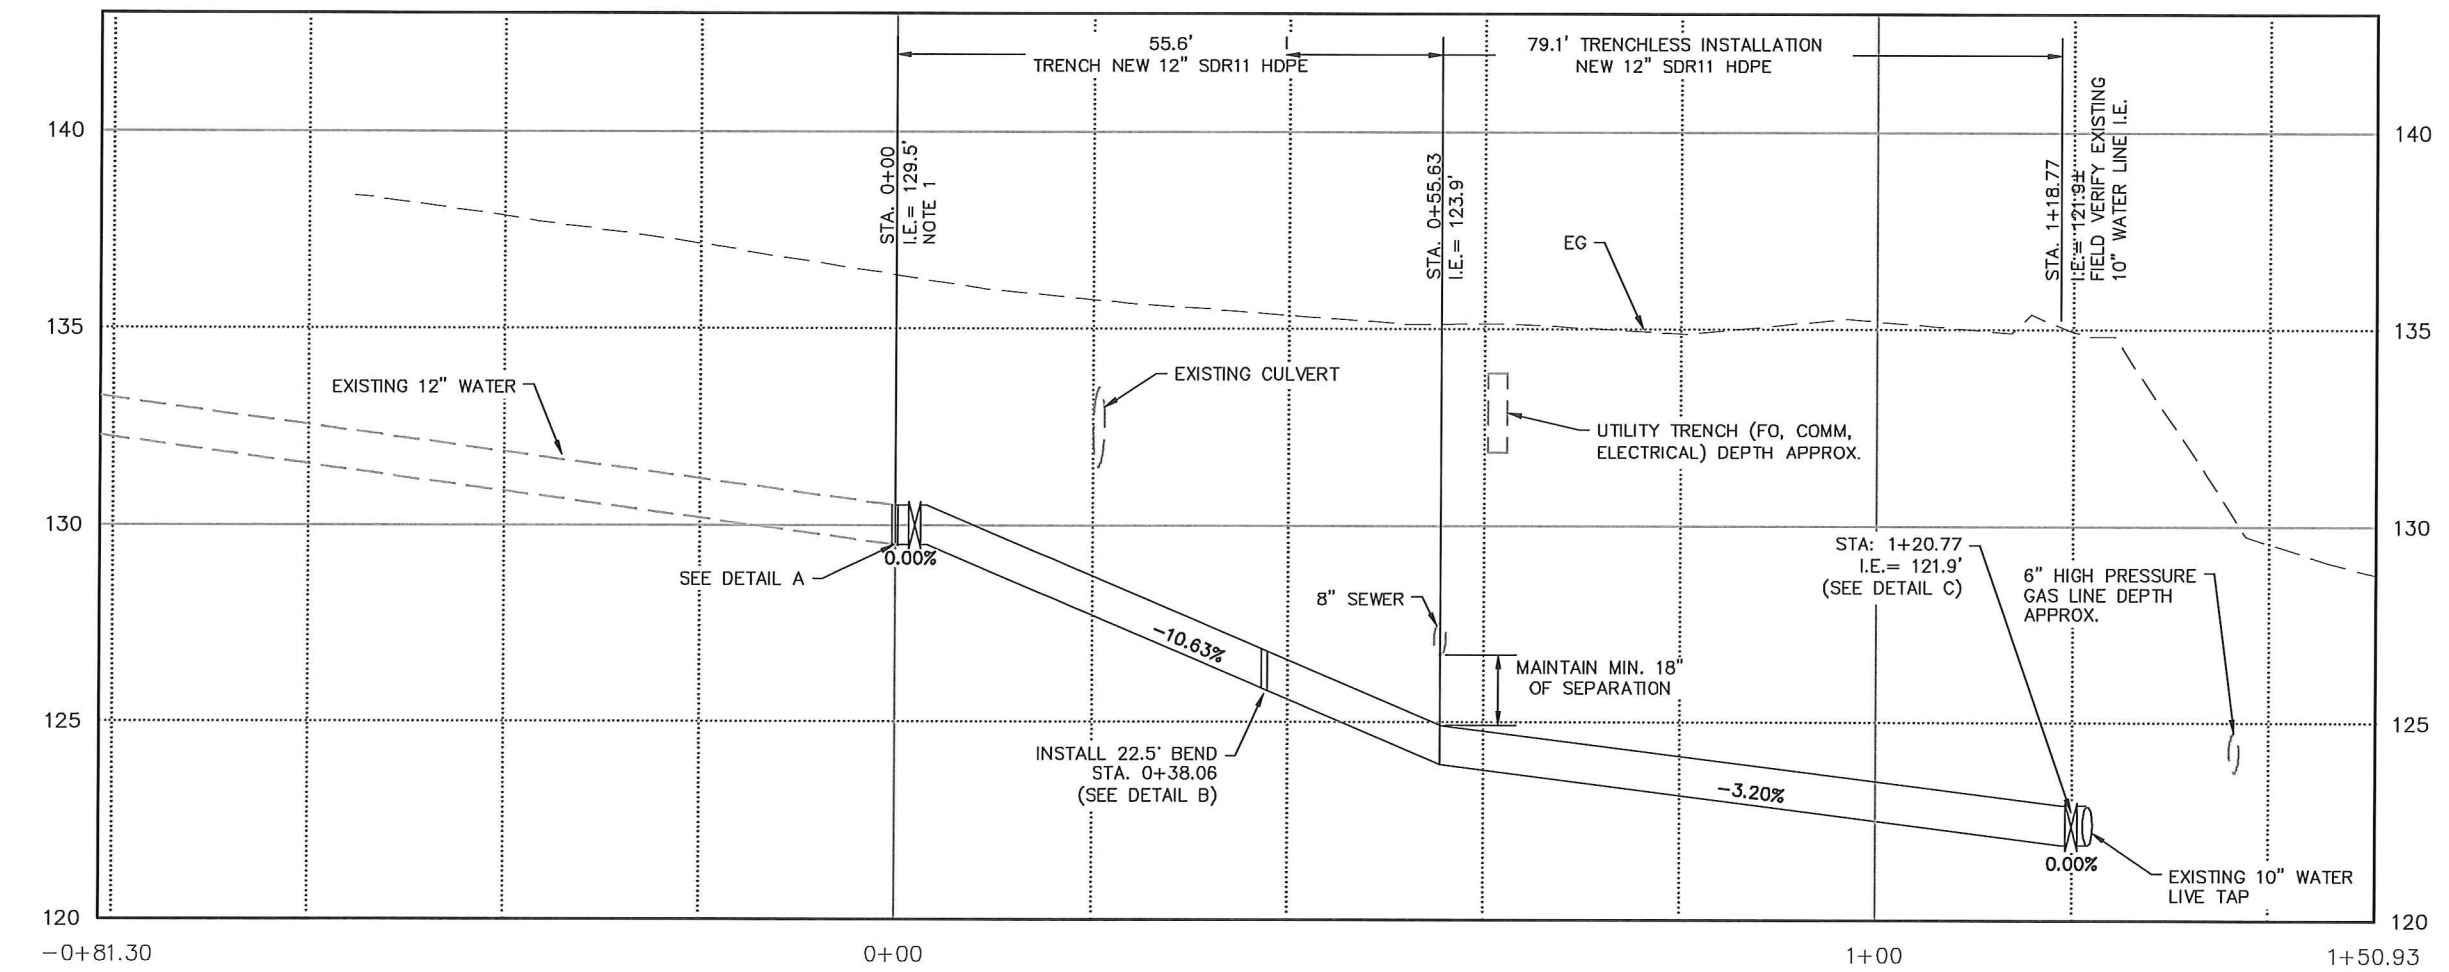 55.6'
TRENCH NEW 12" SDR11 HDPE
79.1' TRENCHLESS INSTALLATION
NEW 12" SDR11 HDPE
140
140
STA. 0+00
I.E.= 129.5'
NOTE 1
STA. 0+55.63
I.E.= 123.9'
STA. 1+18.77
I.E.= 121.9±
FIELD VERIFY EXISTING
10" WATER LINE I.E.
EG
135
135
EXISTING 12" WATER
EXISTING CULVERT
UTILITY TRENCH (FO, COMM,
ELECTRICAL) DEPTH APPROX.
130
130
0.00%
SEE DETAIL A
STA: 1+20.77
I.E.= 121.9'
(SEE DETAIL C)
6" HIGH PRESSURE
GAS LINE DEPTH
APPROX.
8" SEWER
-10.63%
MAINTAIN MIN. 18"
OF SEPARATION
125
125
INSTALL 22.5' BEND
STA. 0+38.06
(SEE DETAIL B)
-3.20%
0.00%
EXISTING 10" WATER
LIVE TAP
120
120
-0+81.30
0+00
1+00
1+50.93